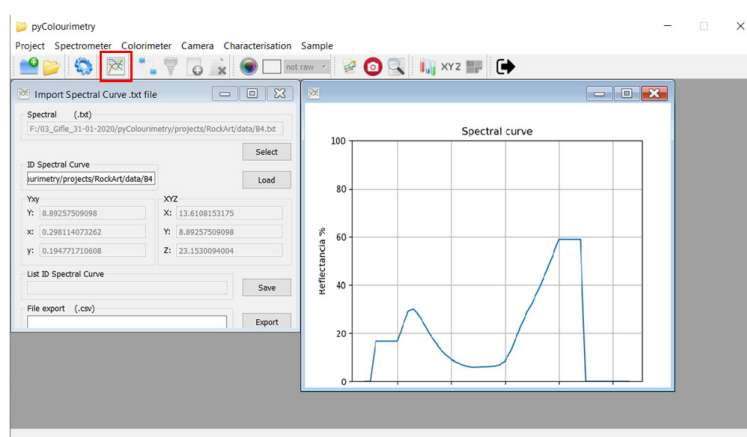 pyColourimetry
Project Spectrometer Colorimeter Camera Characterisation Sample
not raw
XYZ
Import Spectral Curve .txt file
Spectral (.txt)
F:/03_Gifle_31-01-2020/pyColourimetry/projects/RockArt/data/B4.txt
Select
ID Spectral Curve
ourimetry/projects/RockArt/data/B4
Load
Yxy
XYZ
Y: 8.89257509098
X: 13.6108153175
x: 0.298114073262
Y: 8.89257509098
y: 0.194771710608
Z: 23.1530094004
List ID Spectral Curve
Save
File export (.csv)
Export
Spectral curve
100
80
60
40
20
0
Reflectancia %